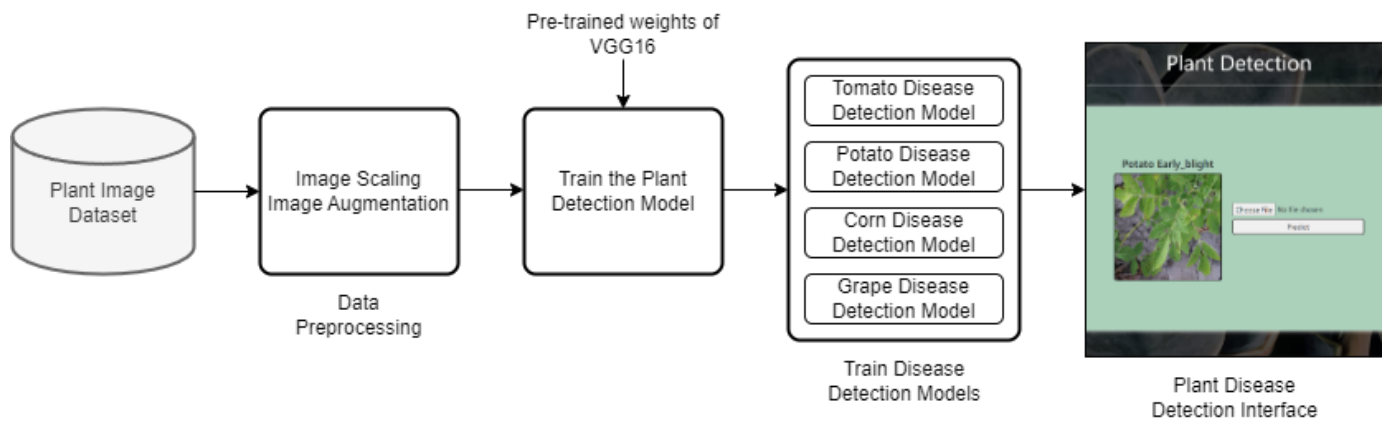 Pre-trained weights of
VGG16
Plant Image
Dataset
Image Scaling
Image Augmentation
Data
Preprocessing
Train the Plant
Detection Model
Tomato Disease
Detection Model
Potato Disease
Detection Model
Corn Disease
Detection Model
Grape Disease
Detection Model
Train Disease
Detection Models
Plant Detection
Potato Early_blight
Choose File No file chosen
Predict
Plant Disease
Detection Interface